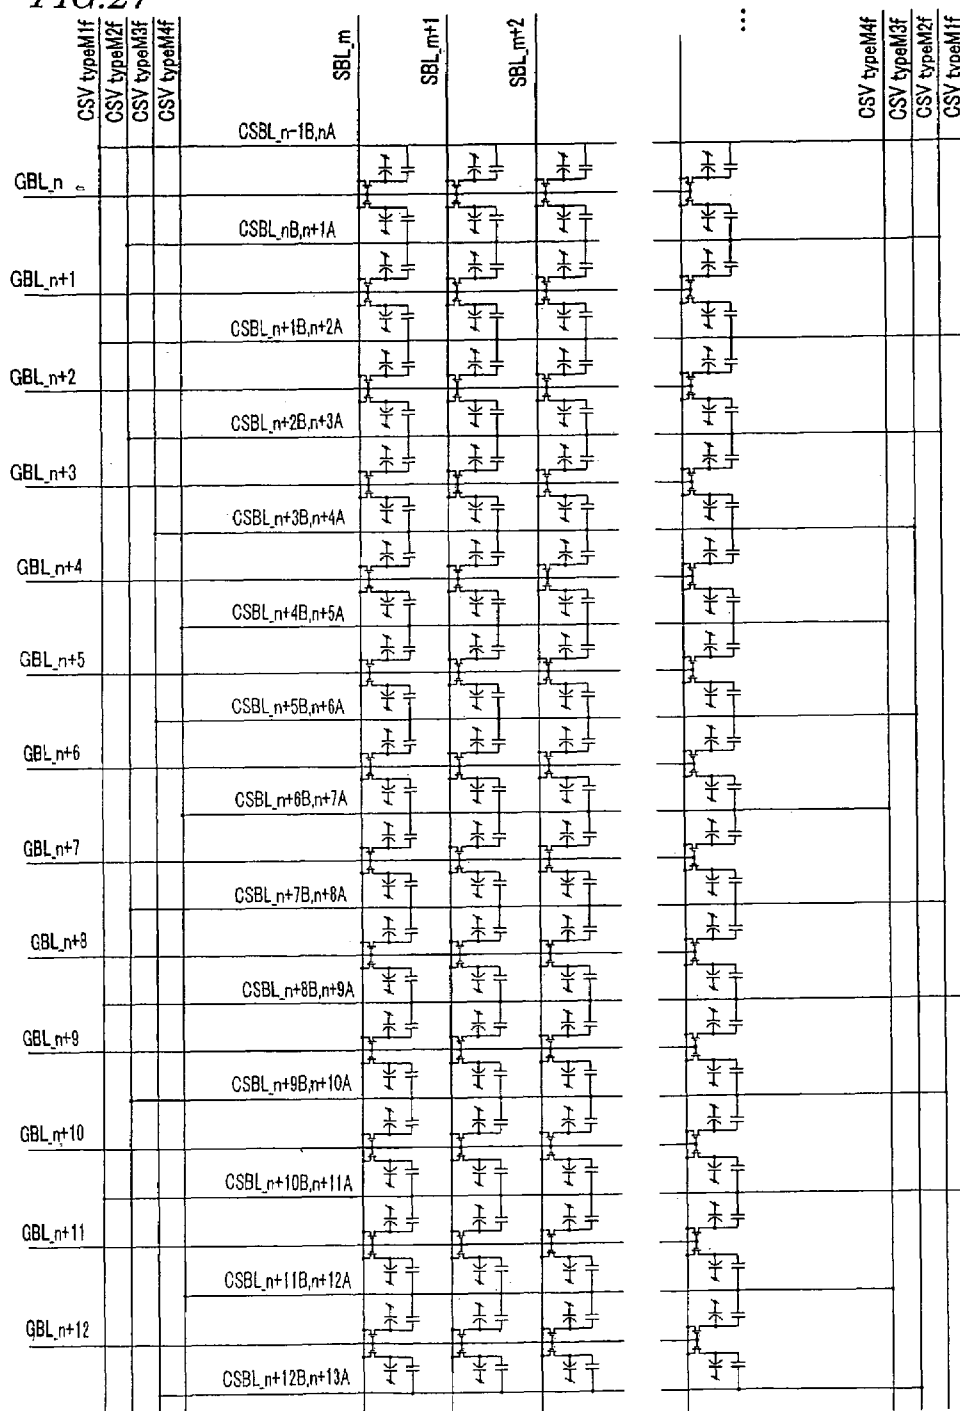 FIG.27
CSV typeM1f
CSV typeM2f
CSV typeM3f
CSV typeM4f
SBL_m
SBL_m+1
SBL_m+2
...
CSV typeM4f
CSV typeM3f
CSV typeM2f
CSV typeM1f
CSBL_n-1B,nA
GBL_n
CSBL_nB,n+1A
GBL_n+1
CSBL_n+1B,n+2A
GBL_n+2
CSBL_n+2B,n+3A
GBL_n+3
CSBL_n+3B,n+4A
GBL_n+4
CSBL_n+4B,n+5A
GBL_n+5
CSBL_n+5B,n+6A
GBL_n+6
CSBL_n+6B,n+7A
GBL_n+7
CSBL_n+7B,n+8A
GBL_n+8
CSBL_n+8B,n+9A
GBL_n+9
CSBL_n+9B,n+10A
GBL_n+10
CSBL_n+10B,n+11A
GBL_n+11
CSBL_n+11B,n+12A
GBL_n+12
CSBL_n+12B,n+13A